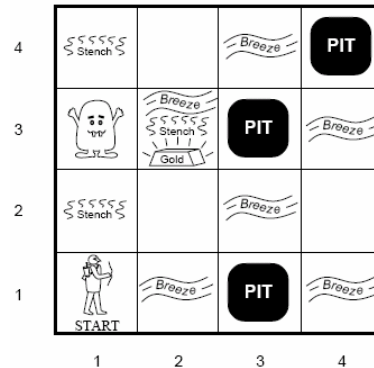 4
Stench
Breeze
PIT
3
Breeze
Stench
Gold
PIT
Breeze
2
Stench
Breeze
1
START
Breeze
PIT
Breeze
1 2 3 4